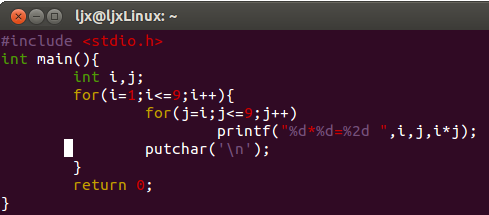 ljx@ljxLinux: ~
#include <stdio.h>
int main(){
        int i,j;
        for(i=1;i<=9;i++){
                for(j=i;j<=9;j++)
                        printf("%d*%d=%2d ",i,j,i*j);
                putchar('\n');
        }
        return 0;
}